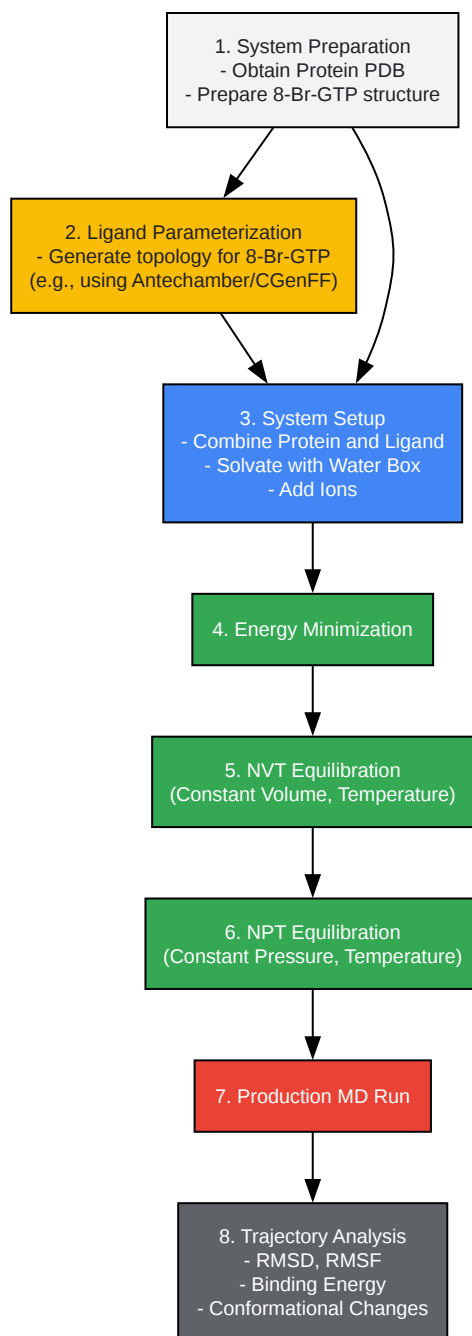 1. System Preparation
- Obtain Protein PDB
- Prepare 8-Br-GTP structure
2. Ligand Parameterization
- Generate topology for 8-Br-GTP
(e.g., using Antechamber/CGenFF)
3. System Setup
- Combine Protein and Ligand
- Solvate with Water Box
- Add Ions
4. Energy Minimization
5. NVT Equilibration
(Constant Volume, Temperature)
6. NPT Equilibration
(Constant Pressure, Temperature)
7. Production MD Run
8. Trajectory Analysis
- RMSD, RMSF
- Binding Energy
- Conformational Changes